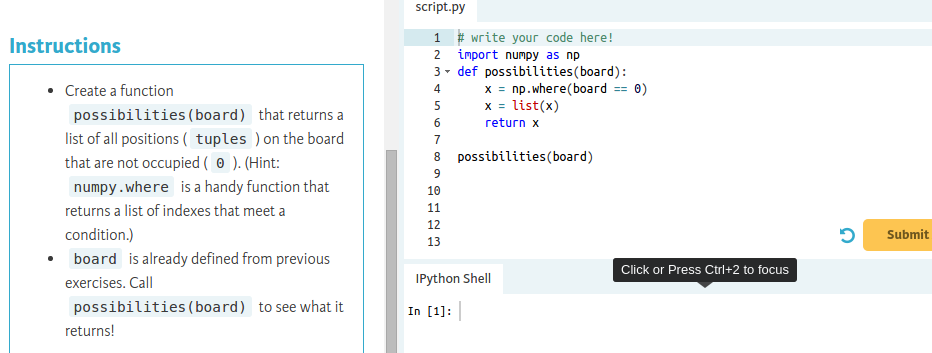 script.py
Instructions
• Create a function
possibilities(board) that returns a
list of all positions ( tuples ) on the board
that are not occupied ( 0 ). (Hint:
numpy.where is a handy function that
returns a list of indexes that meet a
condition.)
• board is already defined from previous
exercises. Call
possibilities(board) to see what it
returns!
1 # write your code here!
2 import numpy as np
3 def possibilities(board):
4     x = np.where(board == 0)
5     x = list(x)
6     return x
7
8 possibilities(board)
9
10
11
12
13
Submit
Click or Press Ctrl+2 to focus
IPython Shell
In [1]: